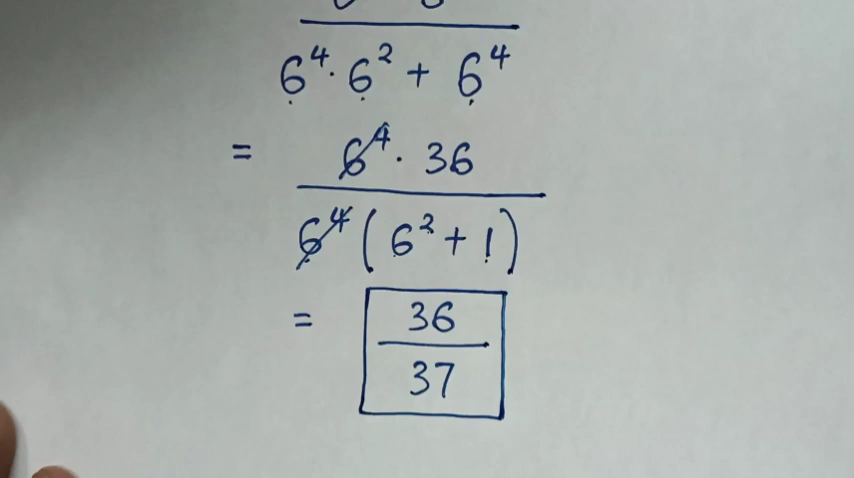 6⁴ · 6² + 6⁴
= 6⁴ · 36
6⁴ (6² + 1)
= 36
37